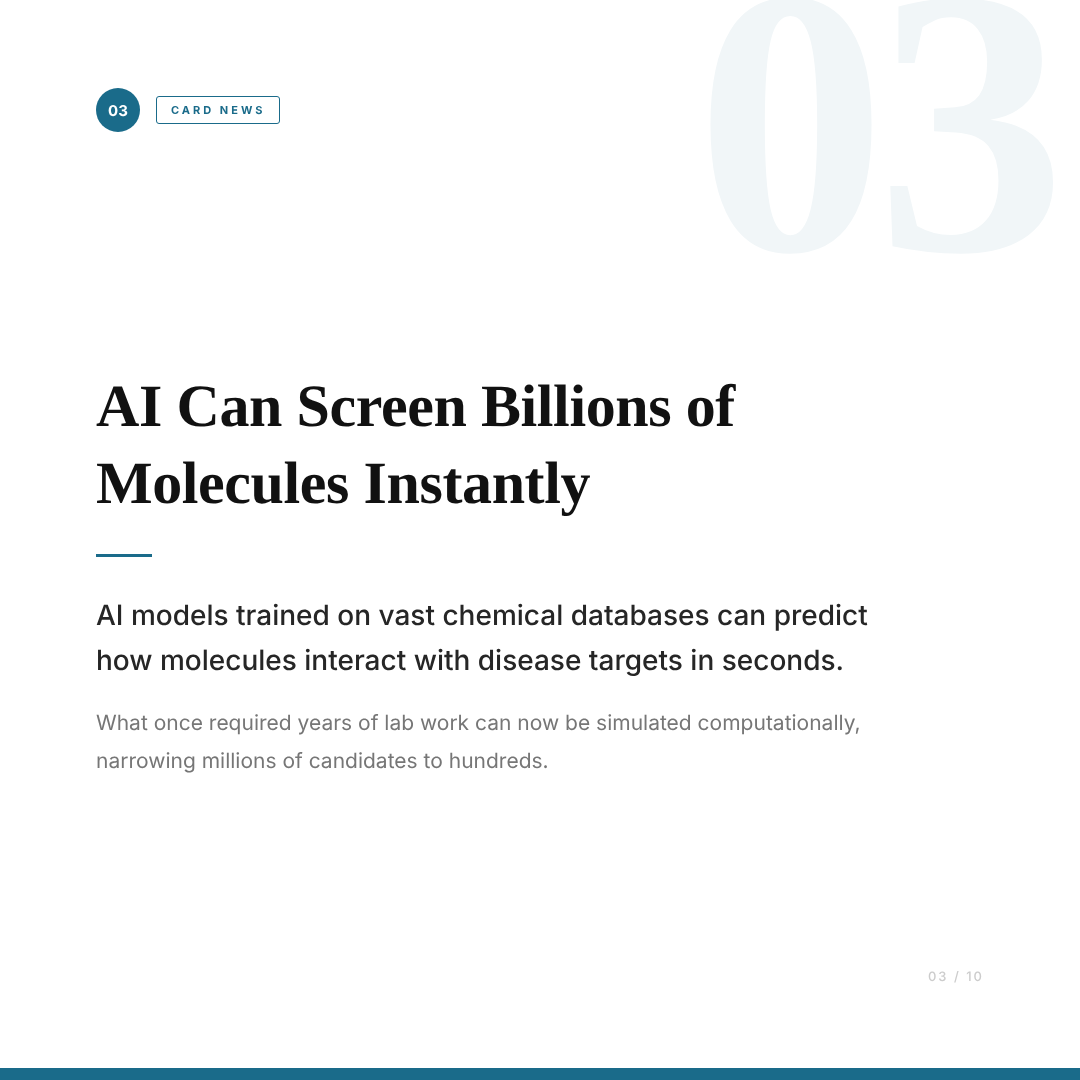 03
03
CARD NEWS
AI Can Screen Billions of
Molecules Instantly
AI models trained on vast chemical databases can predict
how molecules interact with disease targets in seconds.
What once required years of lab work can now be simulated computationally,
narrowing millions of candidates to hundreds.
03 / 10